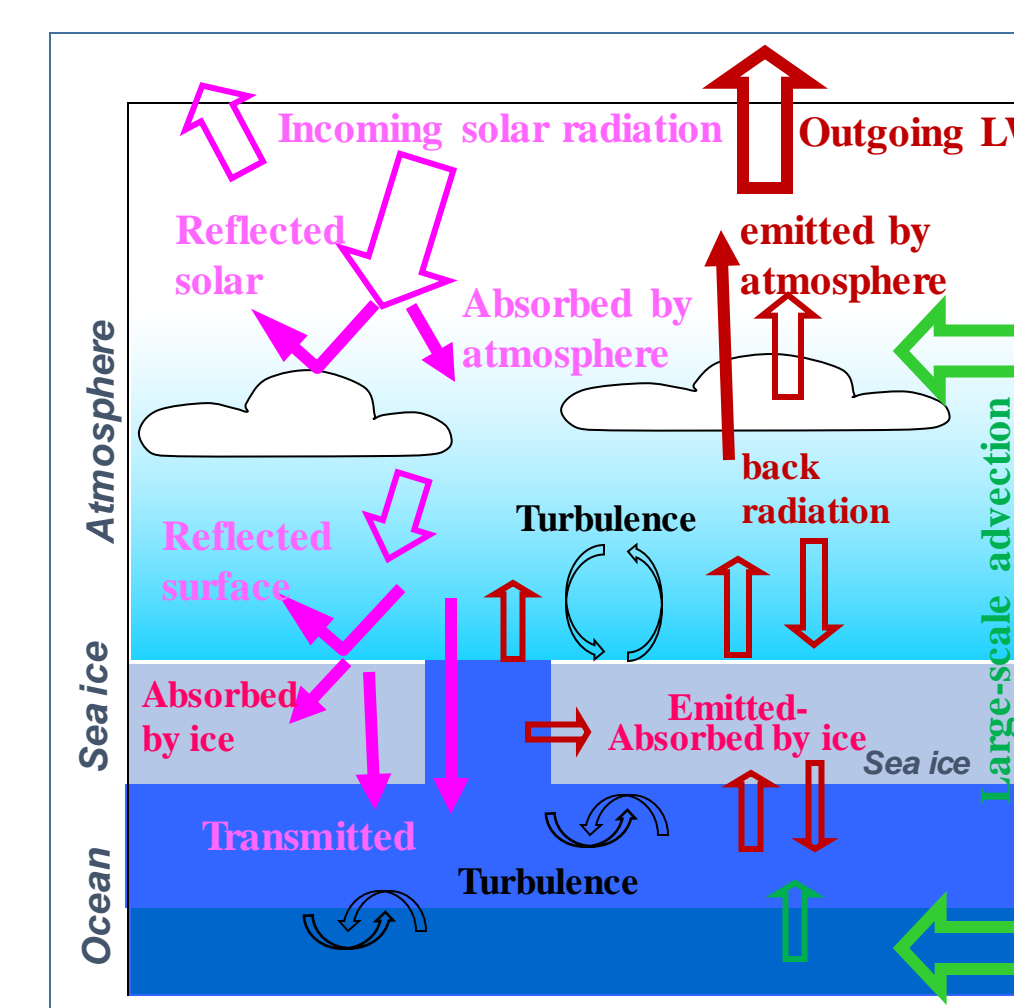 Incoming solar radiation
Outgoing
Reflected
solar
emitted by
atmosphere
Absorbed by
atmosphere
Atmosphere
back
radiation
Turbulence
Reflected
surface
Large-scale advection
Sea ice
Absorbed
by ice
Emitted-
Absorbed by ice
Sea ice
Transmitted
Turbulence
Ocean